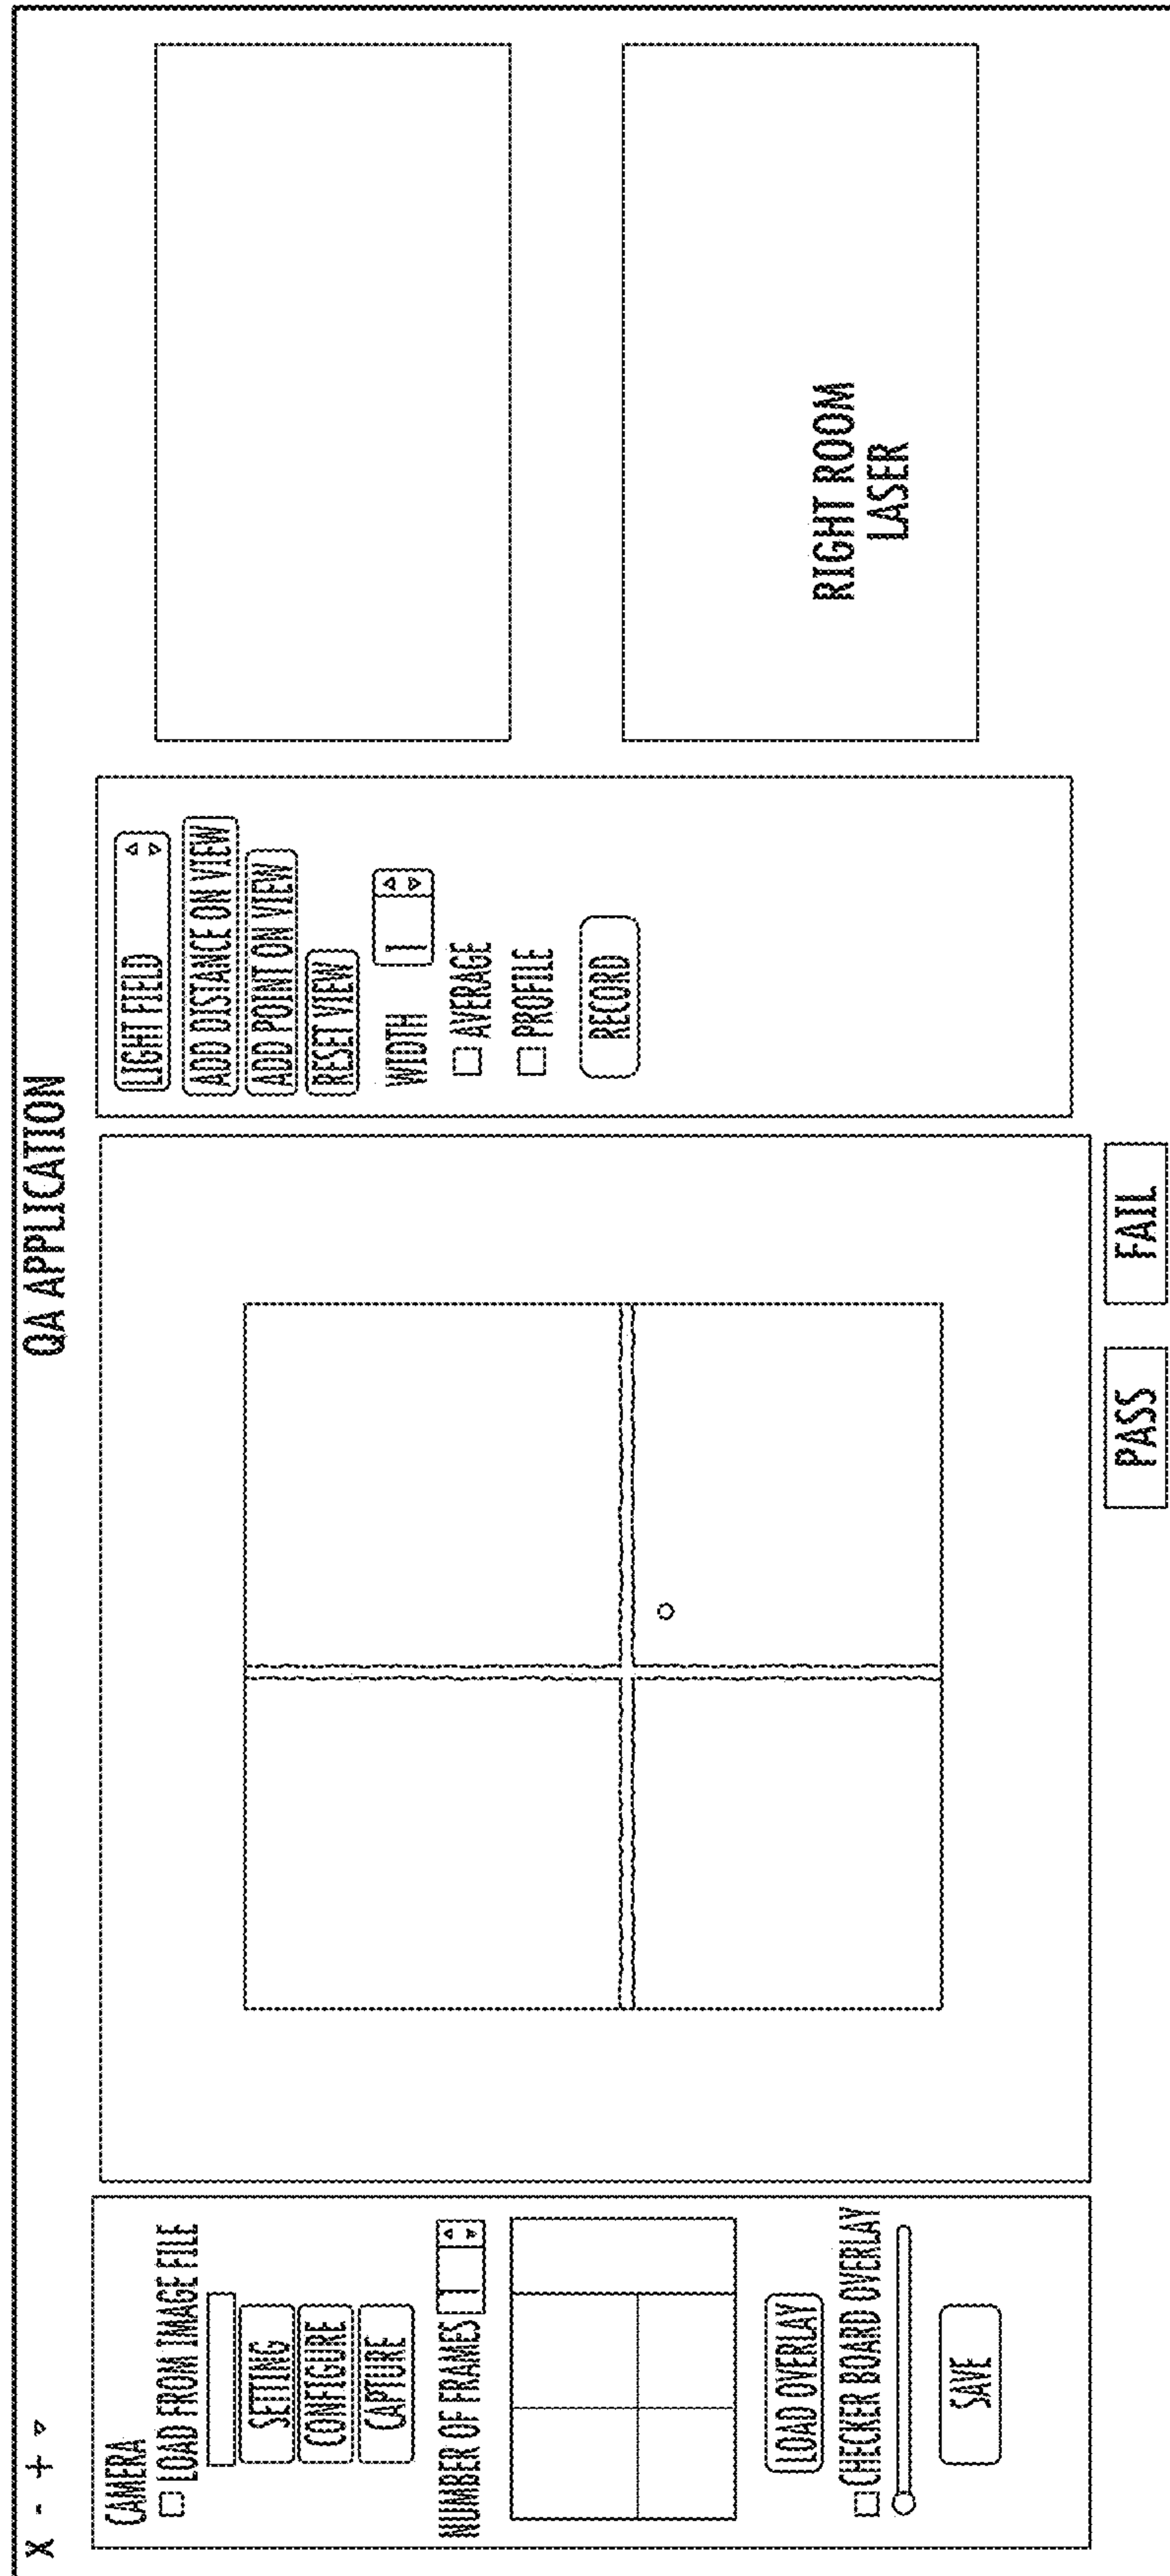 X - +
QA APPLICATION
CAMERA
LOAD FROM IMAGE FILE
SETTING
CONFIGURE
CAPTURE
NUMBER OF FRAMES
LOAD OVERLAY
CHECKER BOARD OVERLAY
SAVE
PASS
FAIL
LIGHT FIELD
ADD DISTANCE ON VIEW
ADD POINT ON VIEW
RESET VIEW
WIDTH 1
AVERAGE
PROFILE
RECORD
RIGHT ROOM
LASER